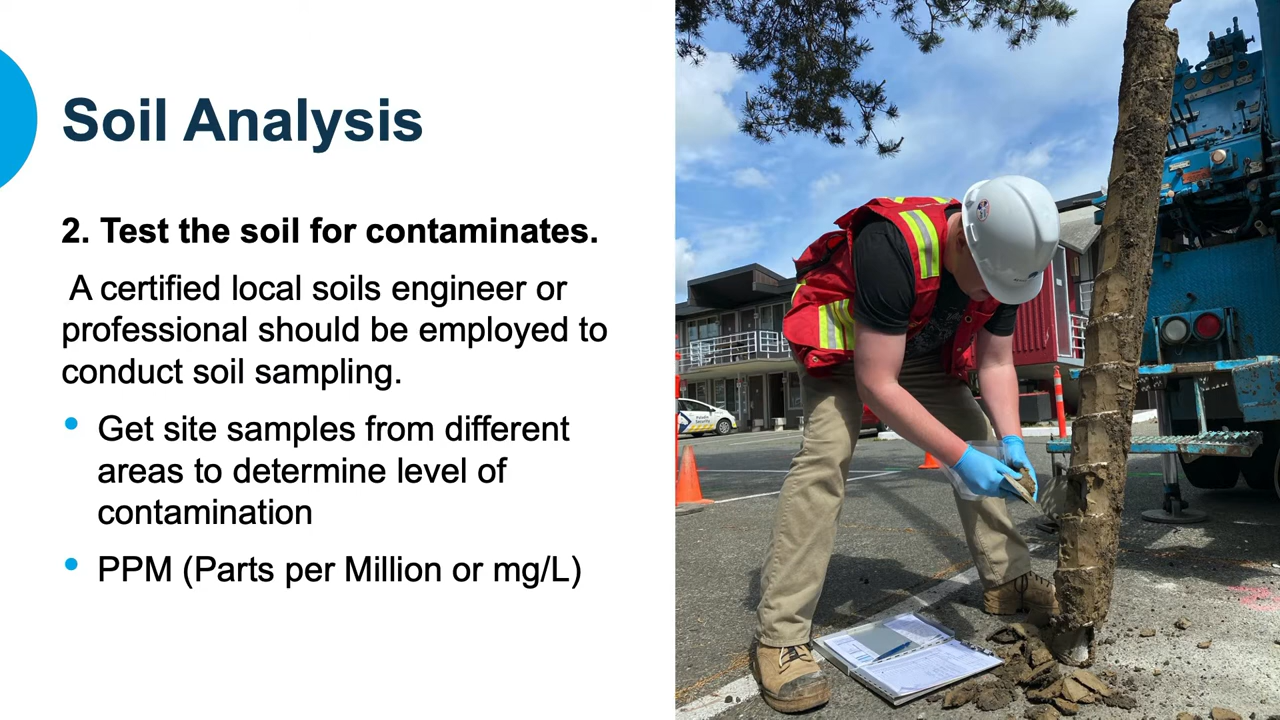 Soil Analysis
2. Test the soil for contaminates.
A certified local soils engineer or
professional should be employed to
conduct soil sampling.
• Get site samples from different
areas to determine level of
contamination
• PPM (Parts per Million or mg/L)
Paladin
Security